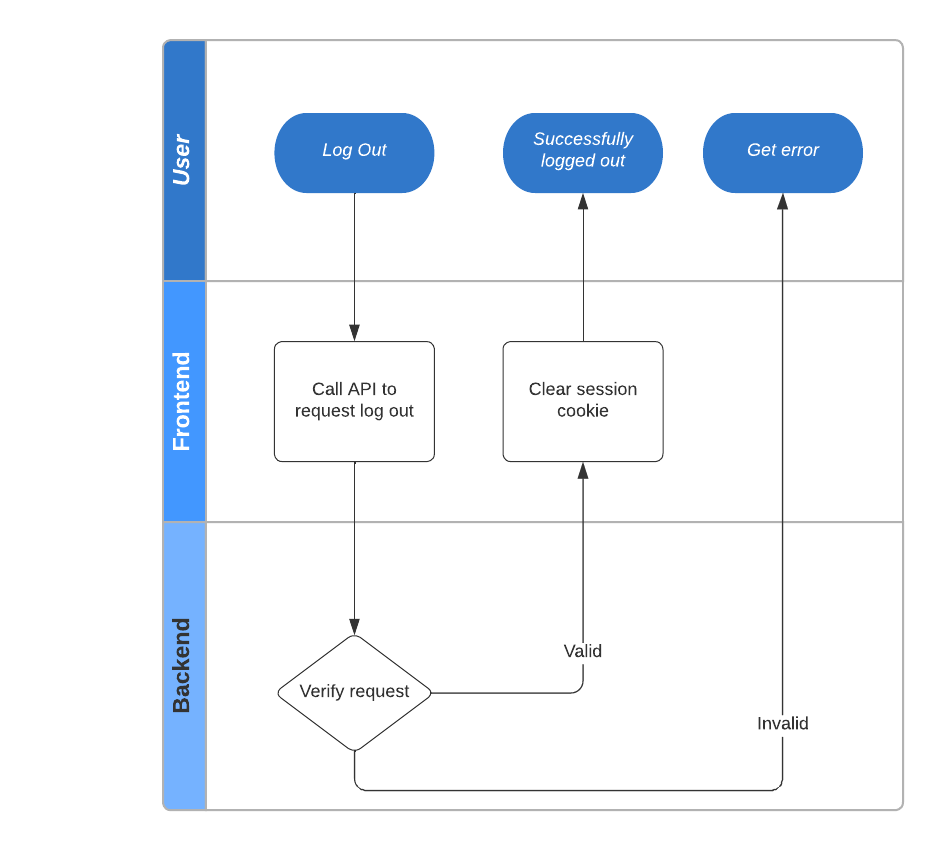 User
Log Out
Successfully
logged out
Get error
Frontend
Call API to
request log out
Clear session
cookie
Backend
Verify request
Valid
Invalid